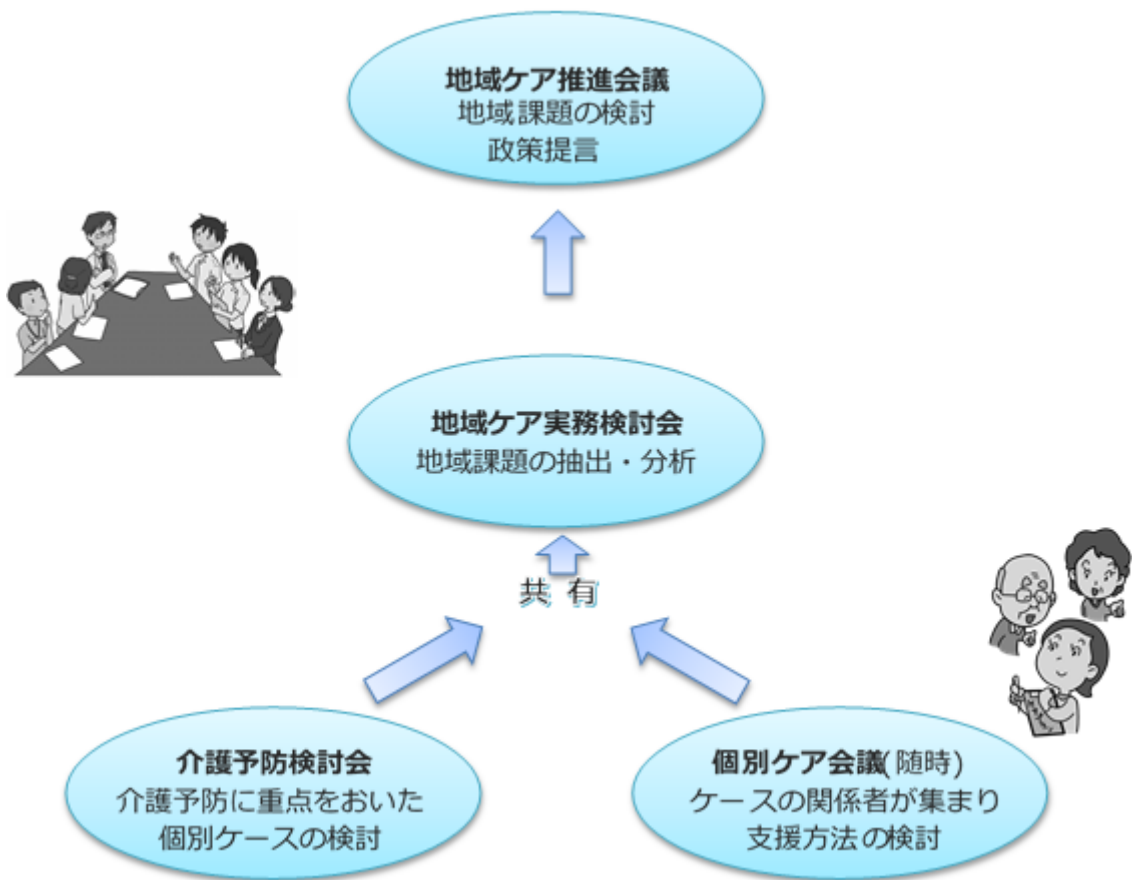 地域ケア推進会議
地域課題の検討
政策提言
地域ケア実務検討会
地域課題の抽出・分析
共 有
介護予防検討会
介護予防に重点をおいた
個別ケースの検討
個別ケア会議(随時)
ケースの関係者が集まり
支援方法の検討